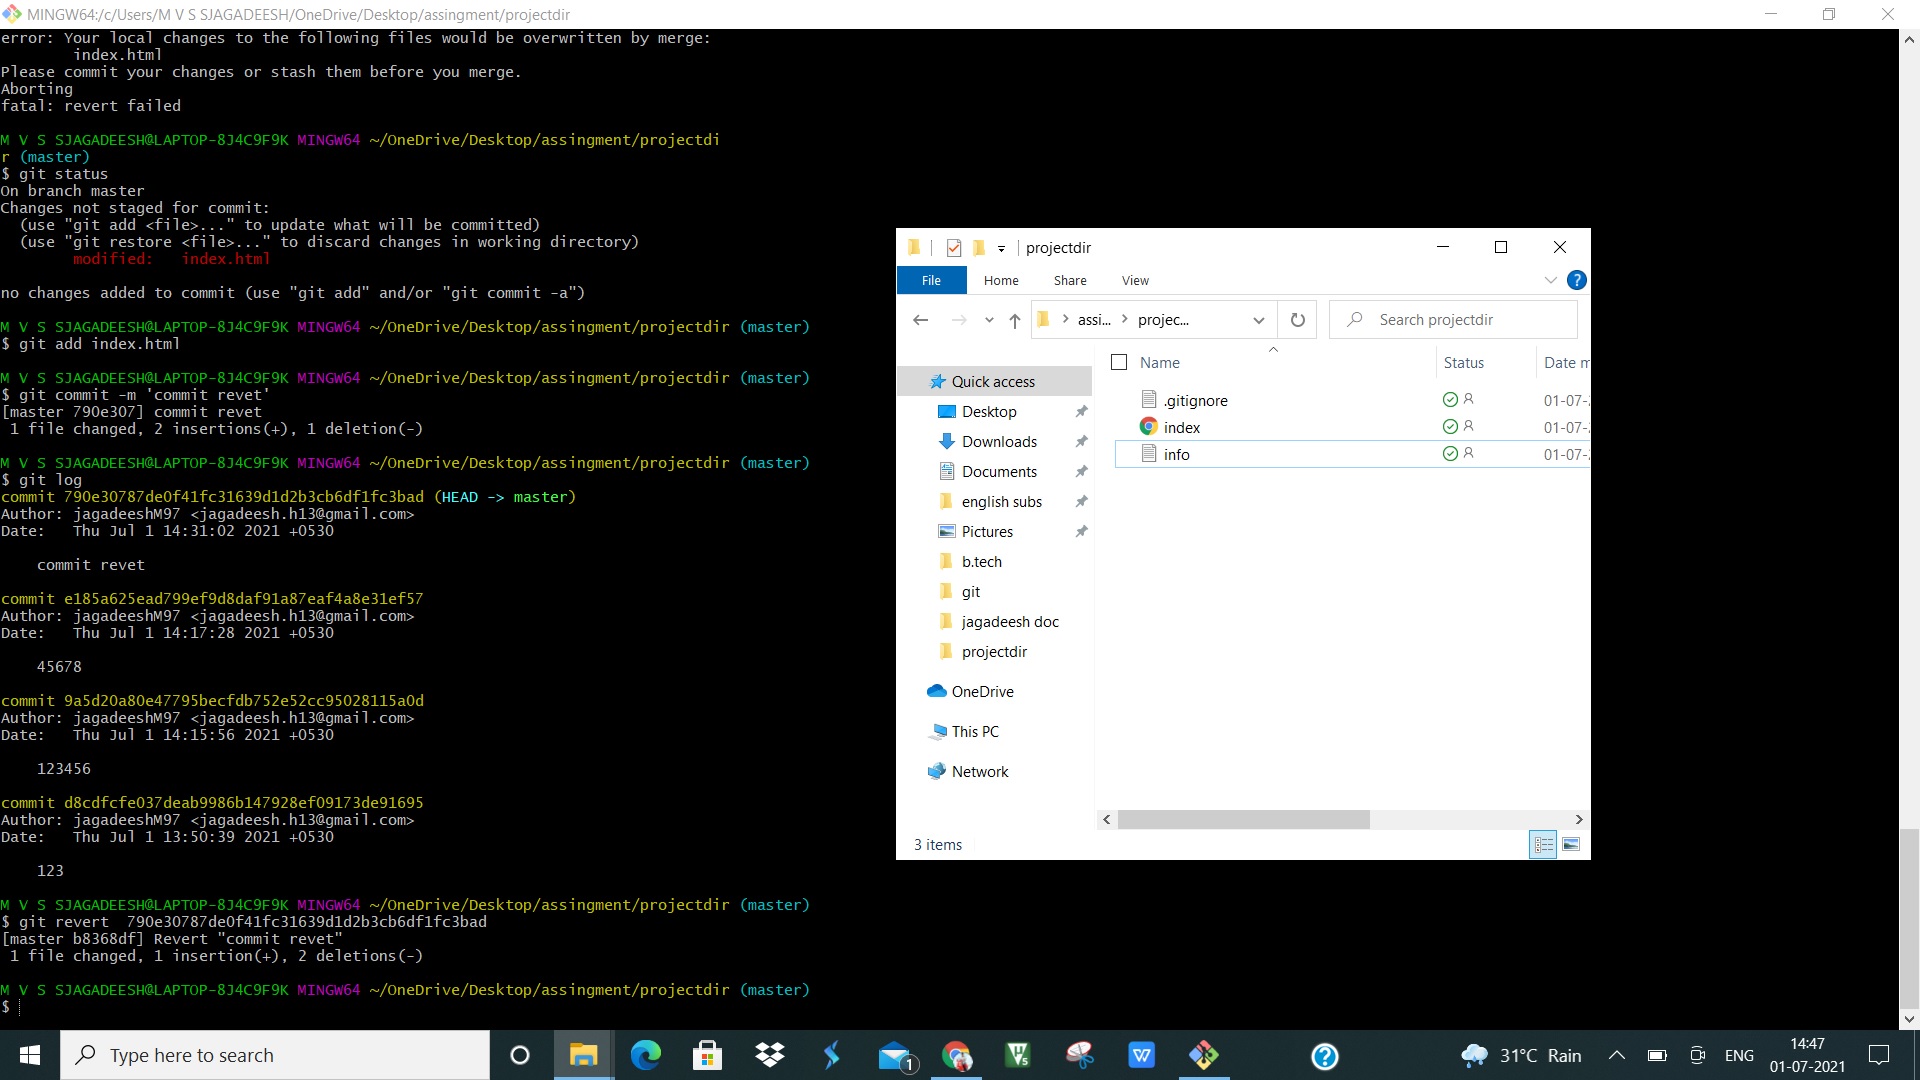 MINGW64:/c/Users/M V S SJAGADEESH/OneDrive/Desktop/assingment/projectdir
error: Your local changes to the following files would be overwritten by merge:
        index.html
Please commit your changes or stash them before you merge.
Aborting
fatal: revert failed
M V S SJAGADEESH@LAPTOP-8J4C9F9K MINGW64 ~/OneDrive/Desktop/assingment/projectdi
r (master)
$ git status
On branch master
Changes not staged for commit:
  (use "git add <file>..." to update what will be committed)
  (use "git restore <file>..." to discard changes in working directory)
        modified:   index.html
no changes added to commit (use "git add" and/or "git commit -a")
M V S SJAGADEESH@LAPTOP-8J4C9F9K MINGW64 ~/OneDrive/Desktop/assingment/projectdir (master)
$ git add index.html
M V S SJAGADEESH@LAPTOP-8J4C9F9K MINGW64 ~/OneDrive/Desktop/assingment/projectdir (master)
$ git commit -m 'commit revet'
[master 790e307] commit revet
 1 file changed, 2 insertions(+), 1 deletion(-)
M V S SJAGADEESH@LAPTOP-8J4C9F9K MINGW64 ~/OneDrive/Desktop/assingment/projectdir (master)
$ git log
commit 790e30787de0f41fc31639d1d2b3cb6df1fc3bad (HEAD -> master)
Author: jagadeeshM97 <jagadeesh.h13@gmail.com>
Date:   Thu Jul 1 14:31:02 2021 +0530
    commit revet
commit e185a625ead799ef9d8daf91a87eaf4a8e31ef57
Author: jagadeeshM97 <jagadeesh.h13@gmail.com>
Date:   Thu Jul 1 14:17:28 2021 +0530
    45678
commit 9a5d20a80e47795becfdb752e52cc95028115a0d
Author: jagadeeshM97 <jagadeesh.h13@gmail.com>
Date:   Thu Jul 1 14:15:56 2021 +0530
    123456
commit d8cdfcfe037deab9986b147928ef09173de91695
Author: jagadeeshM97 <jagadeesh.h13@gmail.com>
Date:   Thu Jul 1 13:50:39 2021 +0530
    123
M V S SJAGADEESH@LAPTOP-8J4C9F9K MINGW64 ~/OneDrive/Desktop/assingment/projectdir (master)
$ git revert  790e30787de0f41fc31639d1d2b3cb6df1fc3bad
[master b8368df] Revert "commit revet"
 1 file changed, 1 insertion(+), 2 deletions(-)
M V S SJAGADEESH@LAPTOP-8J4C9F9K MINGW64 ~/OneDrive/Desktop/assingment/projectdir (master)
$
projectdir
File Home Share View
assi... > projec... Search projectdir
Name Status Date m
.gitignore 01-07-
index 01-07-
info 01-07-
Quick access
Desktop
Downloads
Documents
english subs
Pictures
b.tech
git
jagadeesh doc
projectdir
OneDrive
This PC
Network
3 items
Type here to search
1
31°C Rain
ENG
14:47
01-07-2021